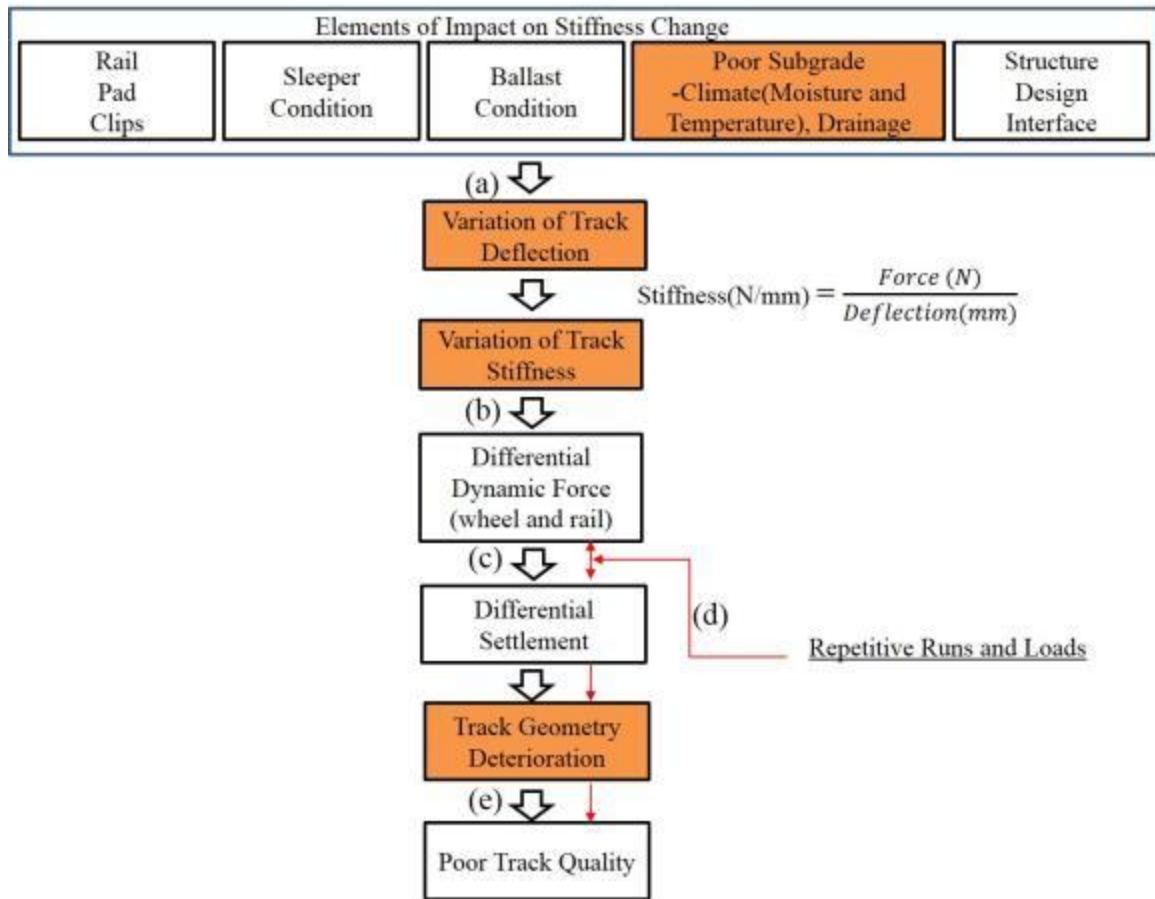 Elements of Impact on Stiffness Change
Rail
Pad
Clips
Sleeper
Condition
Ballast
Condition
Poor Subgrade
-Climate(Moisture and
Temperature), Drainage
Structure
Design
Interface
(a)
Variation of Track
Deflection
Stiffness(N/mm) = Force (N) / Deflection(mm)
Variation of Track
Stiffness
(b)
Differential
Dynamic Force
(wheel and rail)
(c)
Differential
Settlement
(d)
Repetitive Runs and Loads
Track Geometry
Deterioration
(e)
Poor Track Quality